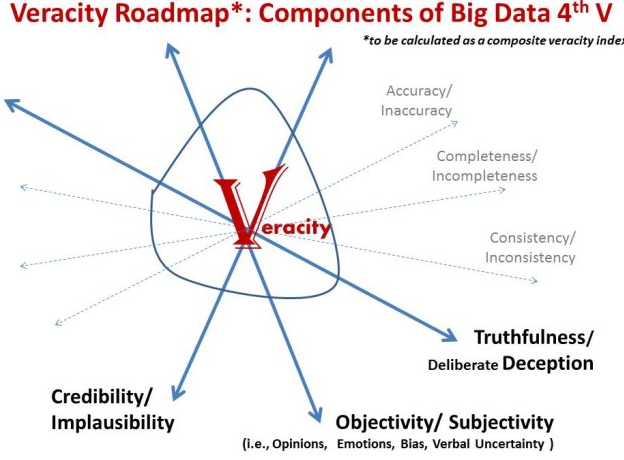 Veracity Roadmap*: Components of Big Data 4th V
*to be calculated as a composite veracity index
Accuracy/
Inaccuracy
Completeness/
Incompleteness
Veracity
Consistency/
Inconsistency
Truthfulness/
Deliberate Deception
Credibility/
Implausibility
Objectivity/ Subjectivity
(i.e., Opinions, Emotions, Bias, Verbal Uncertainty )